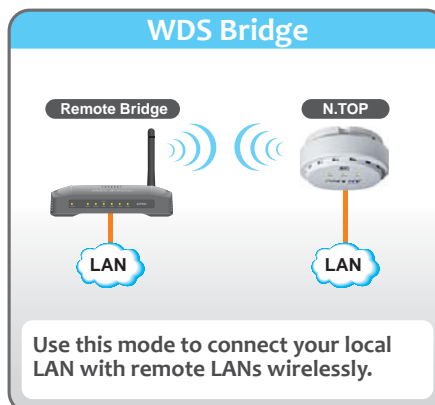 WDS Bridge
Remote Bridge
N.TOP
LAN
LAN
Use this mode to connect your local
LAN with remote LANs wirelessly.